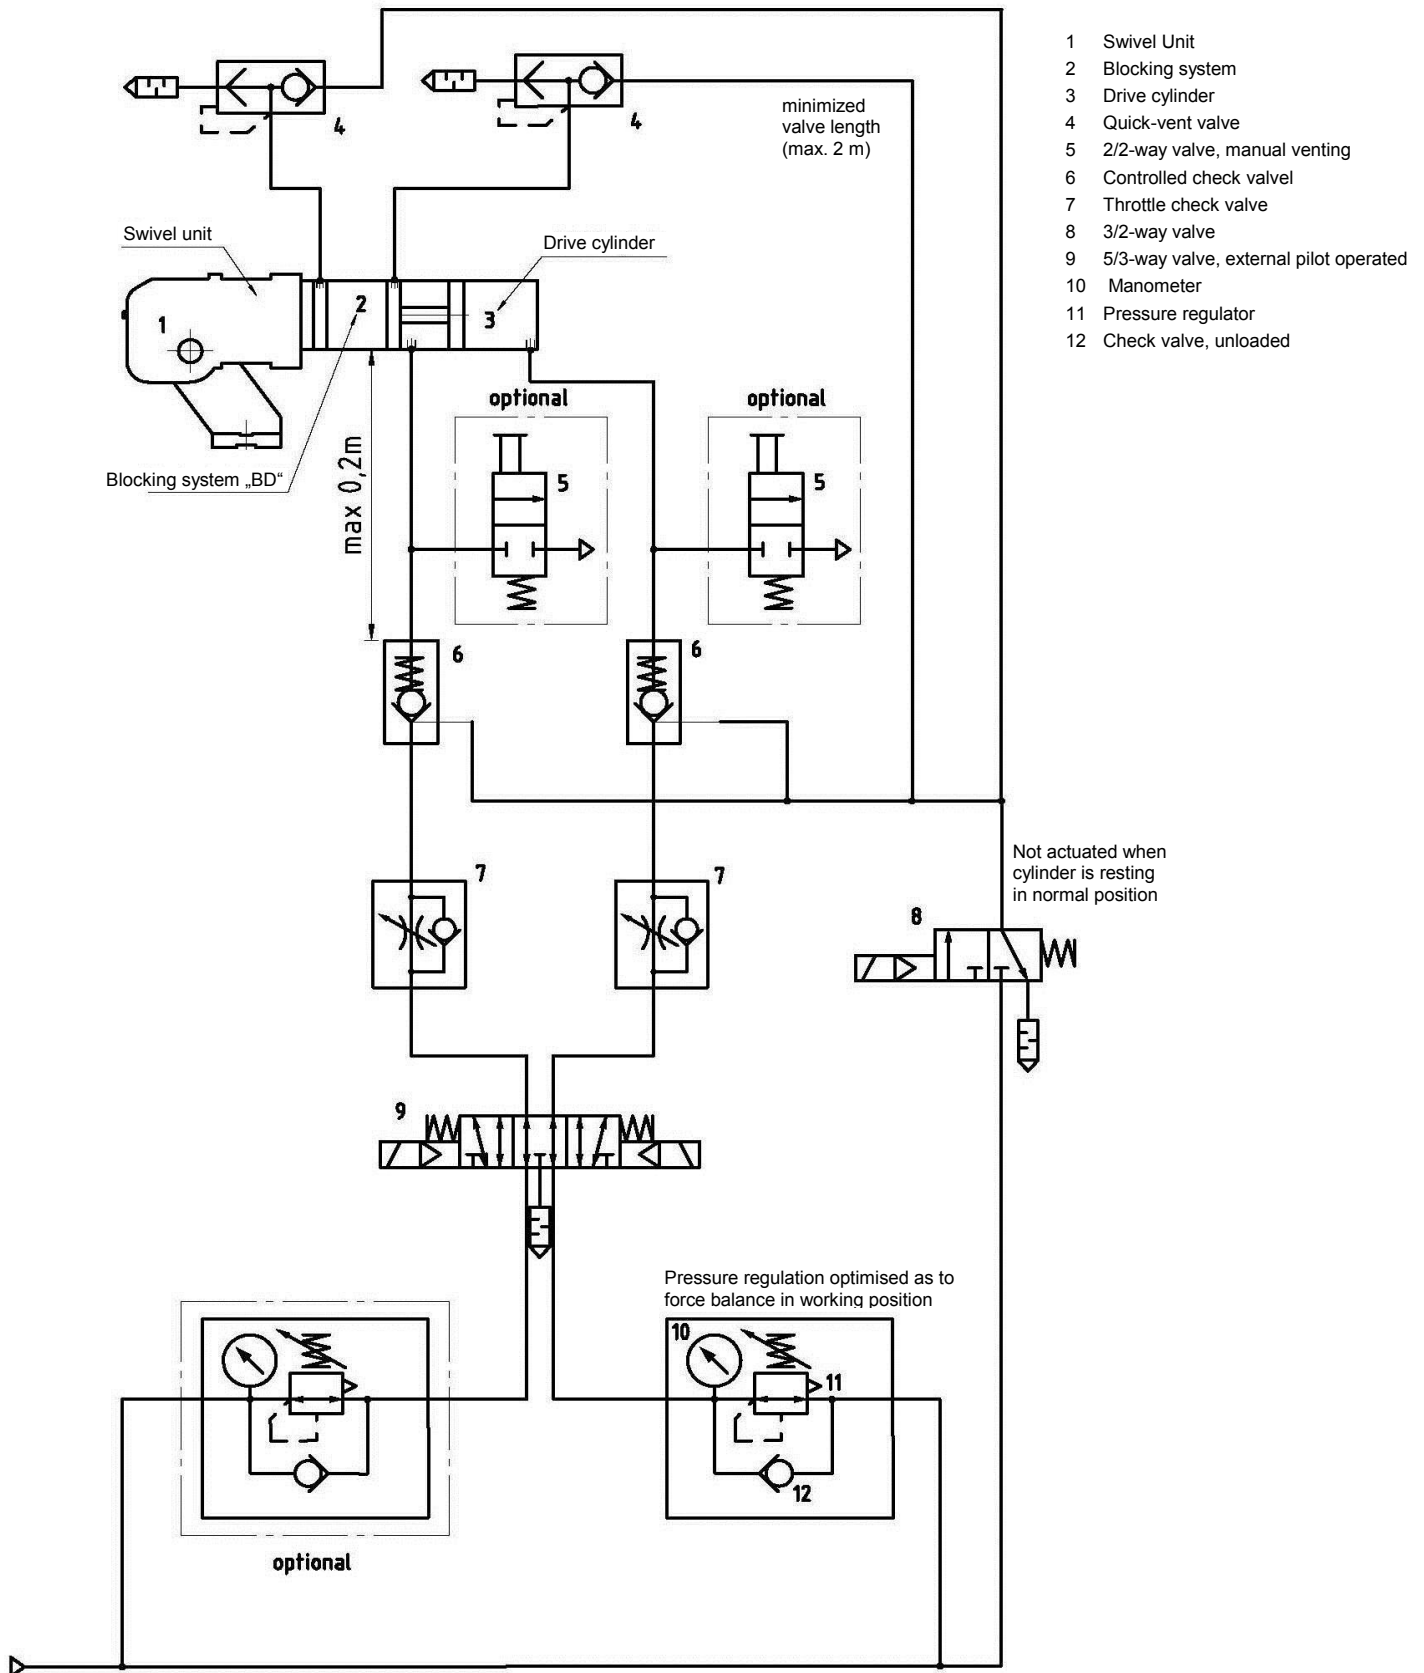 1 Swivel Unit
2 Blocking system
3 Drive cylinder
4 Quick-vent valve
5 2/2-way valve, manual venting
6 Controlled check valvel
7 Throttle check valve
8 3/2-way valve
9 5/3-way valve, external pilot operated
10 Manometer
11 Pressure regulator
12 Check valve, unloaded
4
4
minimized
valve length
(max. 2 m)
Swivel unit
Drive cylinder
1
2
3
Blocking system „BD“
max 0,2m
optional
optional
5
5
6
6
7
7
Not actuated when
cylinder is resting
in normal position
8
9
Pressure regulation optimised as to
force balance in working position
10
11
12
optional